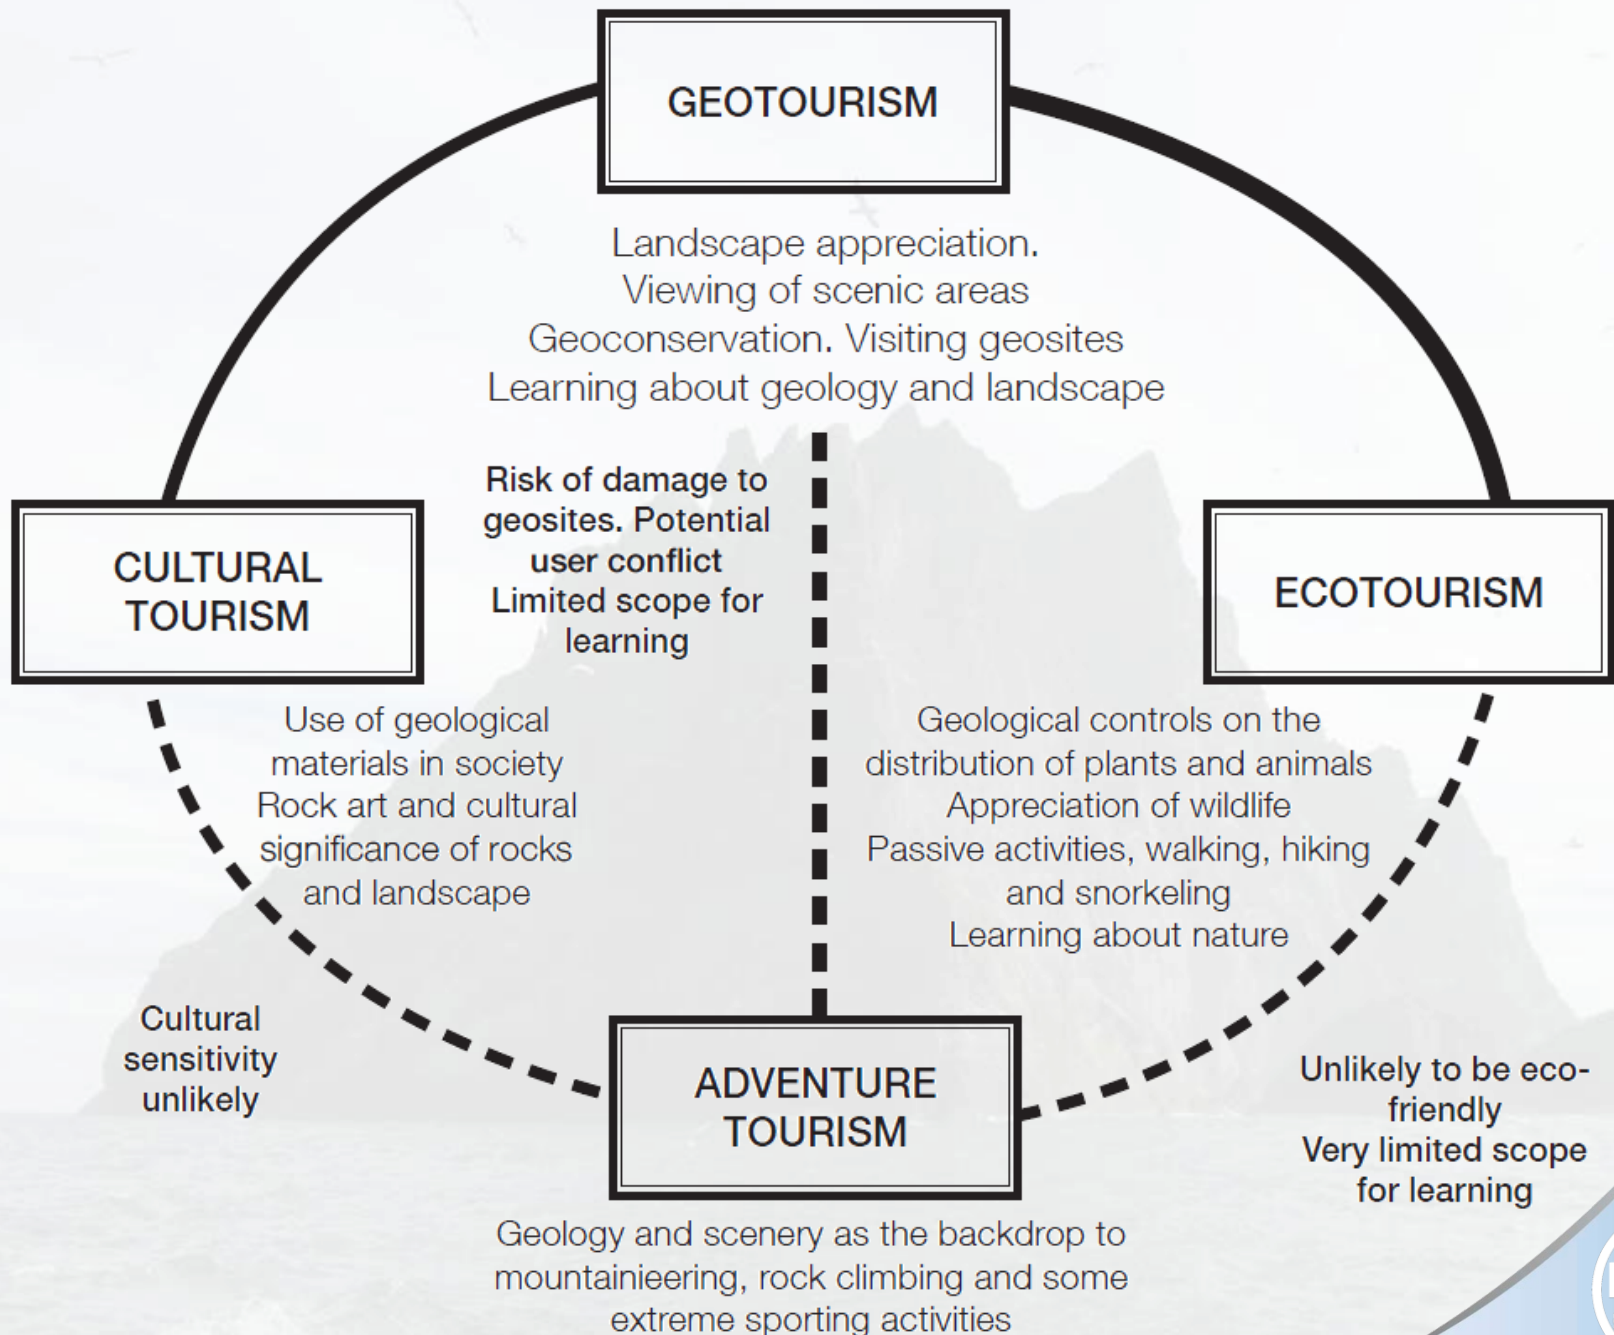 GEOTOURISM
Landscape appreciation.
Viewing of scenic areas
Geoconservation. Visiting geosites
Learning about geology and landscape
Risk of damage to
geosites. Potential
user conflict
Limited scope for
learning
CULTURAL
TOURISM
ECOTOURISM
Use of geological
materials in society
Rock art and cultural
significance of rocks
and landscape
Geological controls on the
distribution of plants and animals
Appreciation of wildlife
Passive activities, walking, hiking
and snorkeling
Learning about nature
Cultural
sensitivity
unlikely
ADVENTURE
TOURISM
Unlikely to be eco-
friendly
Very limited scope
for learning
Geology and scenery as the backdrop to
mountainieering, rock climbing and some
extreme sporting activities